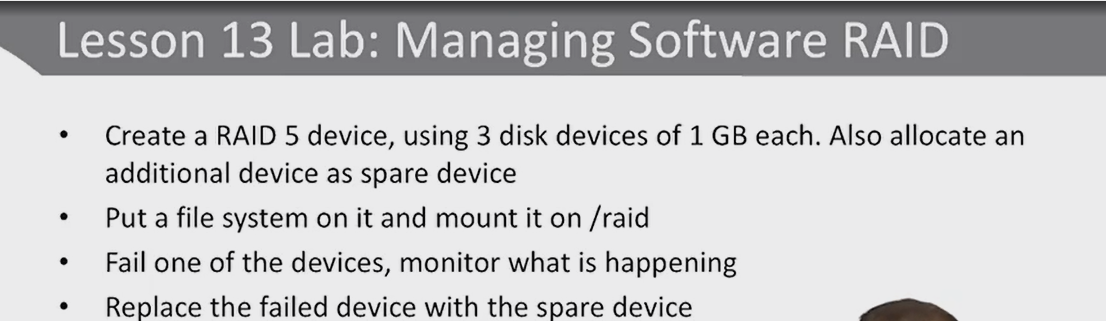 Lesson 13 Lab: Managing Software RAID
• Create a RAID 5 device, using 3 disk devices of 1 GB each. Also allocate an
additional device as spare device
• Put a file system on it and mount it on /raid
• Fail one of the devices, monitor what is happening
• Replace the failed device with the spare device